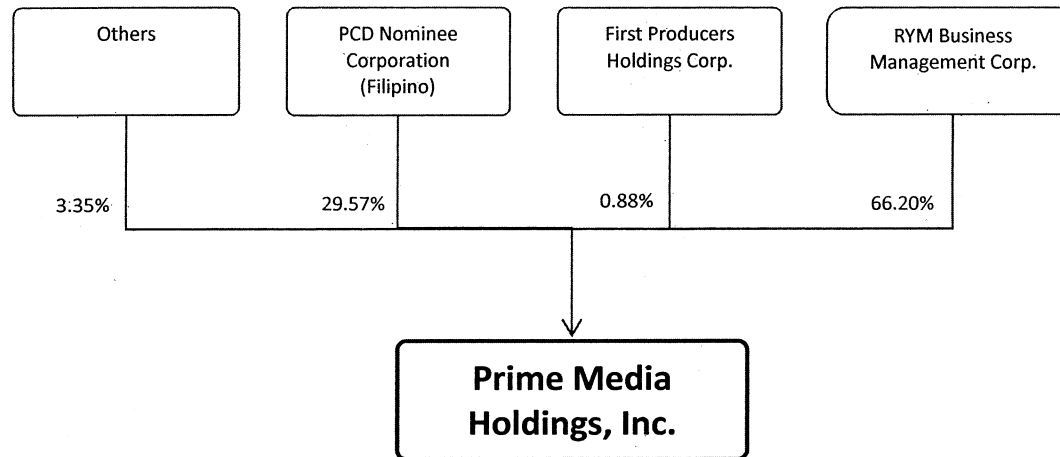 Others
PCD Nominee
Corporation
(Filipino)
First Producers
Holdings Corp.
RYM Business
Management Corp.
3.35%
29.57%
0.88%
66.20%
Prime Media
Holdings, Inc.